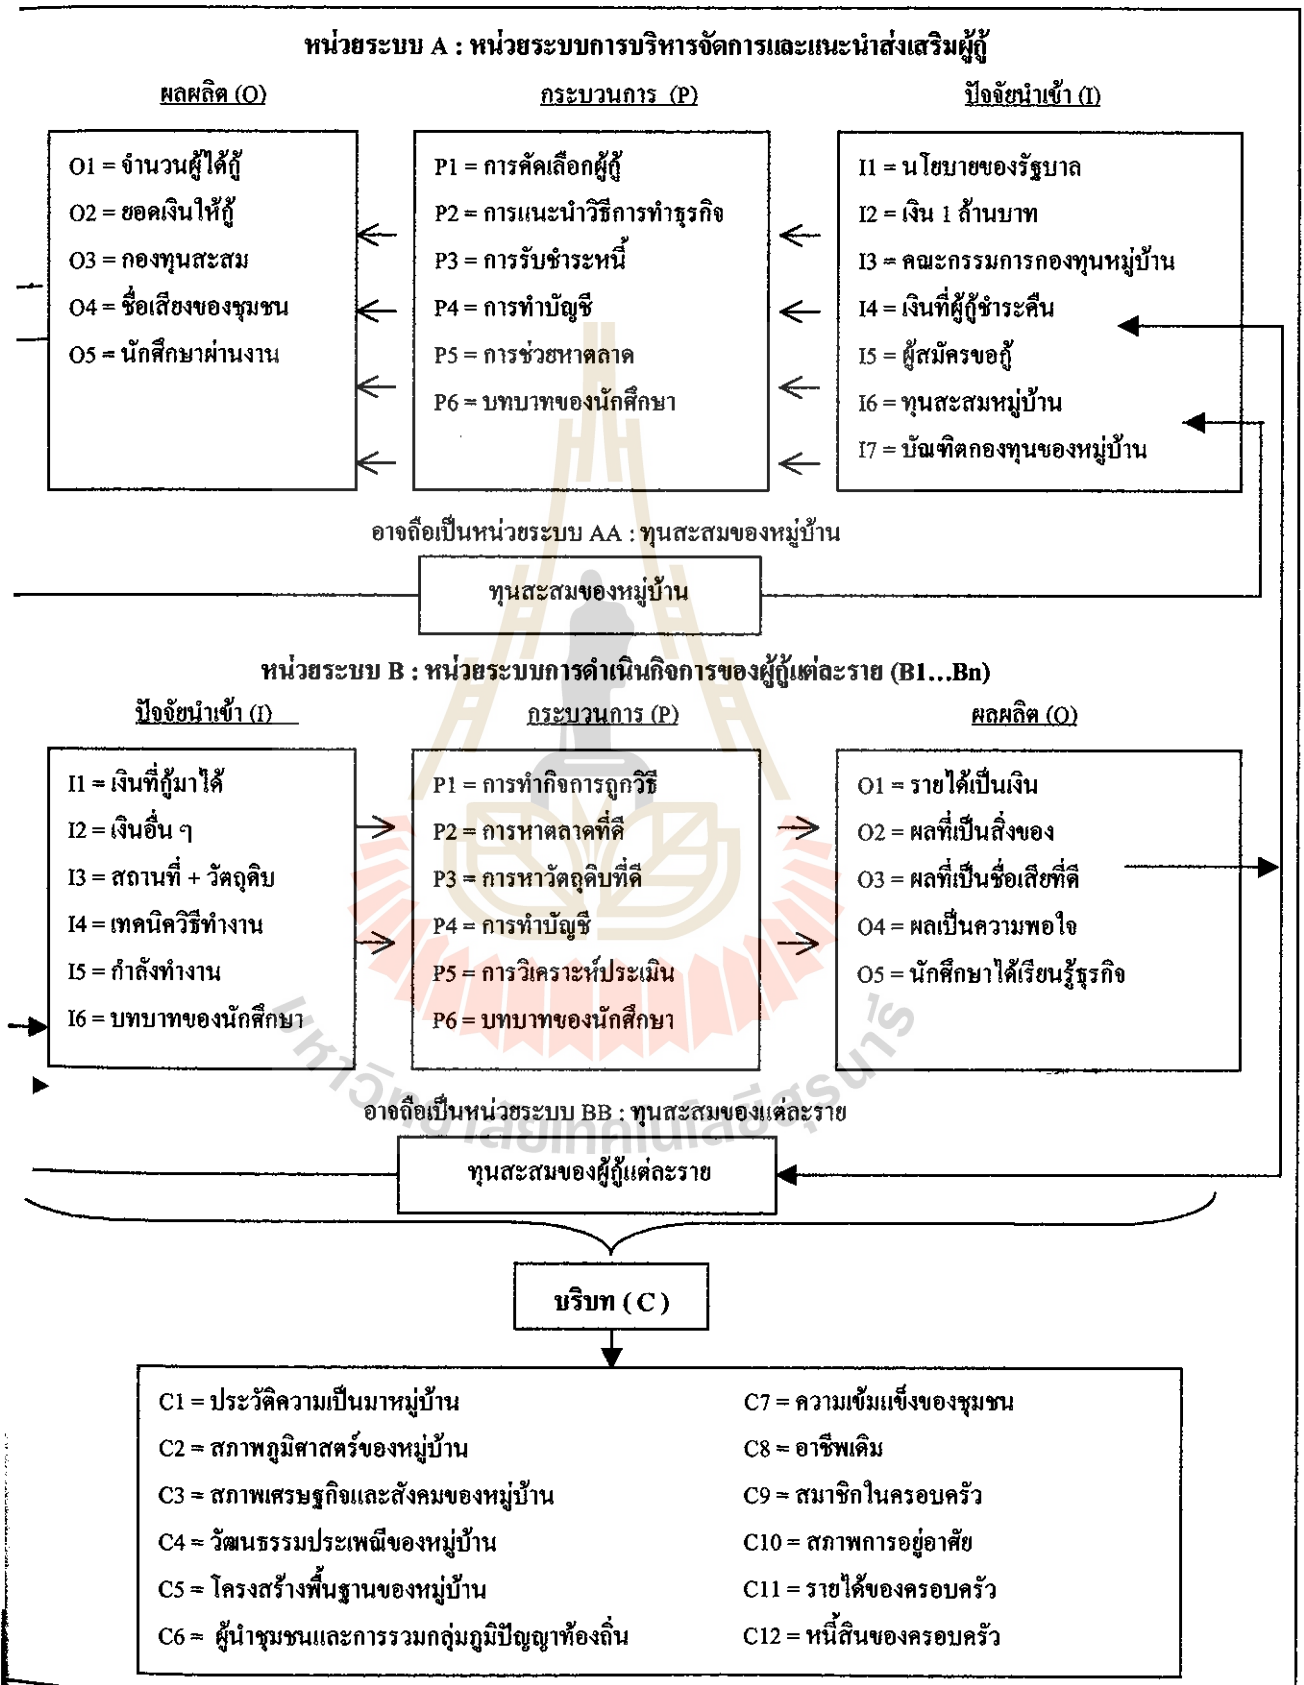 หน่วยระบบ A : หน่วยระบบการบริหารจัดการและแนะนำส่งเสริมผู้กู้
ผลผลิต (O)
O1 = จำนวนผู้ได้กู้
O2 = ยอดเงินให้กู้
O3 = กองทุนสะสม
O4 = ชื่อเสียงของชุมชน
O5 = นักศึกษาผ่านงาน
กระบวนการ (P)
P1 = การคัดเลือกผู้กู้
P2 = การแนะนำวิธีการทำธุรกิจ
P3 = การรับชำระหนี้
P4 = การทำบัญชี
P5 = การช่วยหาตลาด
P6 = บทบาทของนักศึกษา
ปัจจัยนำเข้า (I)
I1 = นโยบายของรัฐบาล
I2 = เงิน 1 ล้านบาท
I3 = คณะกรรมการกองทุนหมู่บ้าน
I4 = เงินที่ผู้กู้ชำระคืน
I5 = ผู้สมัครขอกู้
I6 = ทุนสะสมหมู่บ้าน
I7 = บัณฑิตกองทุนของหมู่บ้าน
อาจถือเป็นหน่วยระบบ AA : ทุนสะสมของหมู่บ้าน
ทุนสะสมของหมู่บ้าน
หน่วยระบบ B : หน่วยระบบการดำเนินกิจการของผู้กู้แต่ละราย (B1...Bn)
ปัจจัยนำเข้า (I)
I1 = เงินที่กู้มาได้
I2 = เงินอื่น ๆ
I3 = สถานที่ + วัตถุดิบ
I4 = เทคนิควิธีทำงาน
I5 = กำลังทำงาน
I6 = บทบาทของนักศึกษา
กระบวนการ (P)
P1 = การทำกิจการถูกวิธี
P2 = การหาตลาดที่ดี
P3 = การหาวัตถุดิบที่ดี
P4 = การทำบัญชี
P5 = การวิเคราะห์ประเมิน
P6 = บทบาทของนักศึกษา
ผลผลิต (O)
O1 = รายได้เป็นเงิน
O2 = ผลที่เป็นสิ่งของ
O3 = ผลที่เป็นชื่อเสียที่ดี
O4 = ผลเป็นความพอใจ
O5 = นักศึกษาได้เรียนรู้ธุรกิจ
มหาวิทยาลัยเทคโนโลยีสุรนารี
อาจถือเป็นหน่วยระบบ BB : ทุนสะสมของแต่ละราย
ทุนสะสมของผู้กู้แต่ละราย
บริบท ( C )
C1 = ประวัติความเป็นมาหมู่บ้าน
C2 = สภาพภูมิศาสตร์ของหมู่บ้าน
C3 = สภาพเศรษฐกิจและสังคมของหมู่บ้าน
C4 = วัฒนธรรมประเพณีของหมู่บ้าน
C5 = โครงสร้างพื้นฐานของหมู่บ้าน
C6 = ผู้นำชุมชนและการรวมกลุ่มภูมิปัญญาท้องถิ่น
C7 = ความเข้มแข็งของชุมชน
C8 = อาชีพเดิม
C9 = สมาชิกในครอบครัว
C10 = สภาพการอยู่อาศัย
C11 = รายได้ของครอบครัว
C12 = หนี้สินของครอบครัว